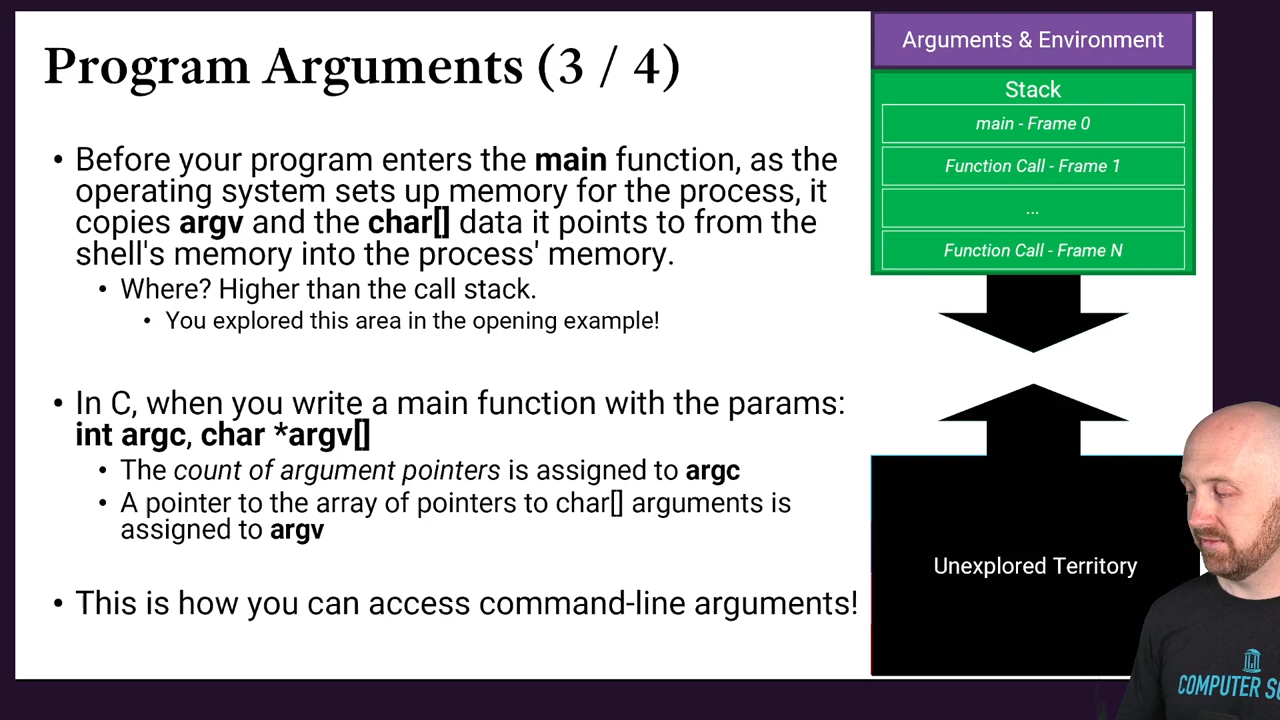 Program Arguments (3 / 4)
• Before your program enters the main function, as the
operating system sets up memory for the process, it
copies argv and the char[] data it points to from the
shell's memory into the process' memory.
• Where? Higher than the call stack.
• You explored this area in the opening example!
• In C, when you write a main function with the params:
int argc, char *argv[]
• The count of argument pointers is assigned to argc
• A pointer to the array of pointers to char[] arguments is
assigned to argv
• This is how you can access command-line arguments!
Arguments & Environment
Stack
main - Frame 0
Function Call - Frame 1
...
Function Call - Frame N
Unexplored Territory
COMPUTER